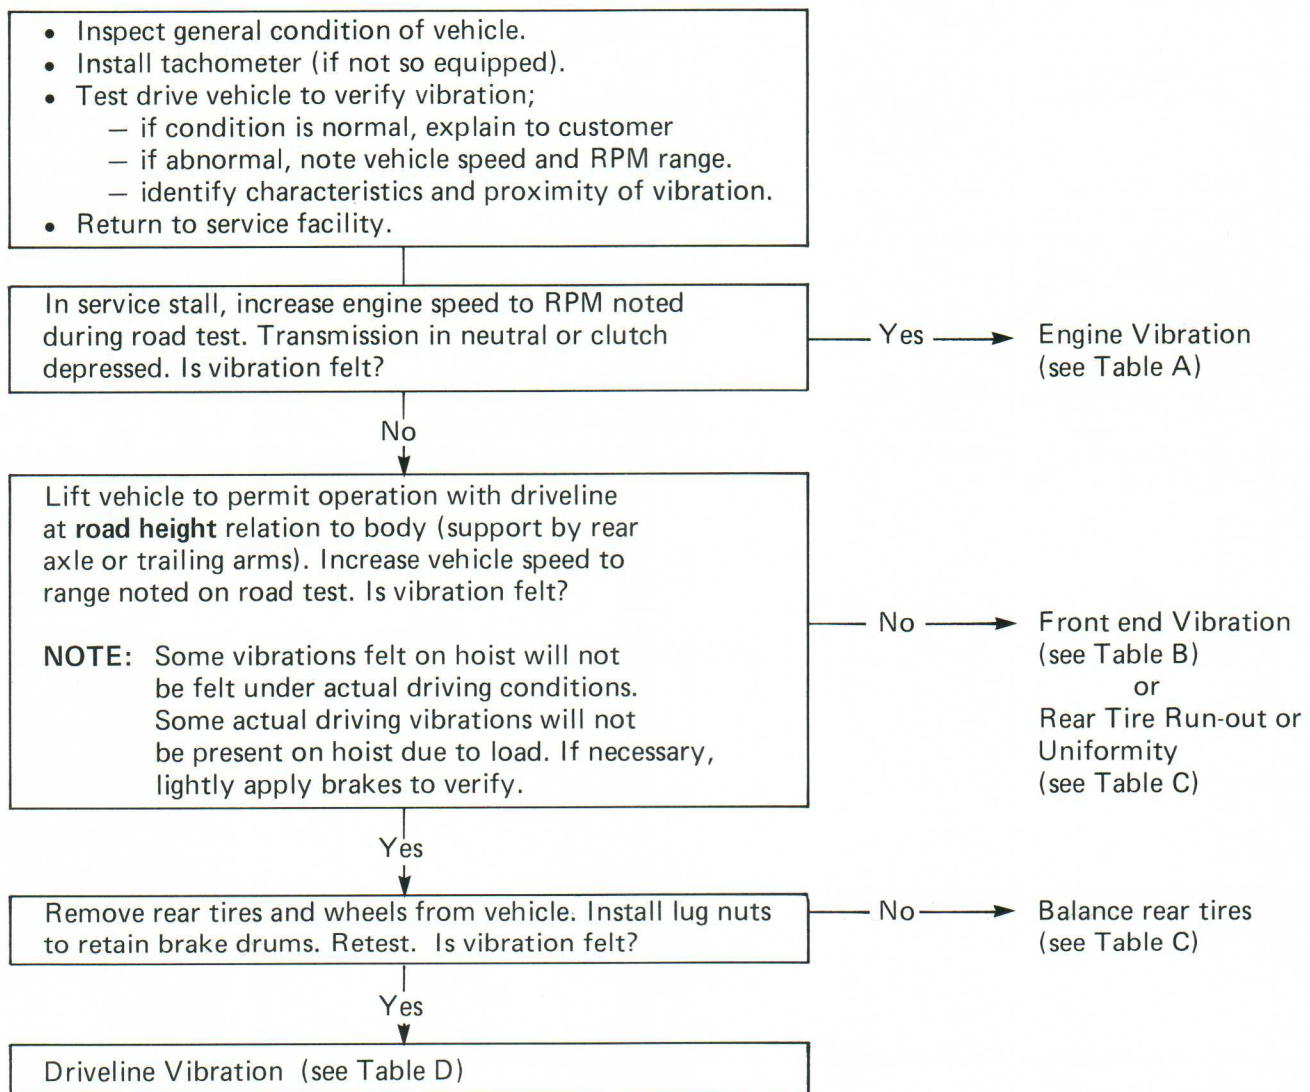 • Inspect general condition of vehicle.
• Install tachometer (if not so equipped).
• Test drive vehicle to verify vibration;
— if condition is normal, explain to customer
— if abnormal, note vehicle speed and RPM range.
— identify characteristics and proximity of vibration.
• Return to service facility.
In service stall, increase engine speed to RPM noted
during road test. Transmission in neutral or clutch
depressed. Is vibration felt?
Yes
Engine Vibration
(see Table A)
No
Lift vehicle to permit operation with driveline
at road height relation to body (support by rear
axle or trailing arms). Increase vehicle speed to
range noted on road test. Is vibration felt?
NOTE: Some vibrations felt on hoist will not
be felt under actual driving conditions.
Some actual driving vibrations will not
be present on hoist due to load. If necessary,
lightly apply brakes to verify.
No
Front end Vibration
(see Table B)
or
Rear Tire Run-out or
Uniformity
(see Table C)
Yes
Remove rear tires and wheels from vehicle. Install lug nuts
to retain brake drums. Retest. Is vibration felt?
No
Balance rear tires
(see Table C)
Yes
Driveline Vibration (see Table D)